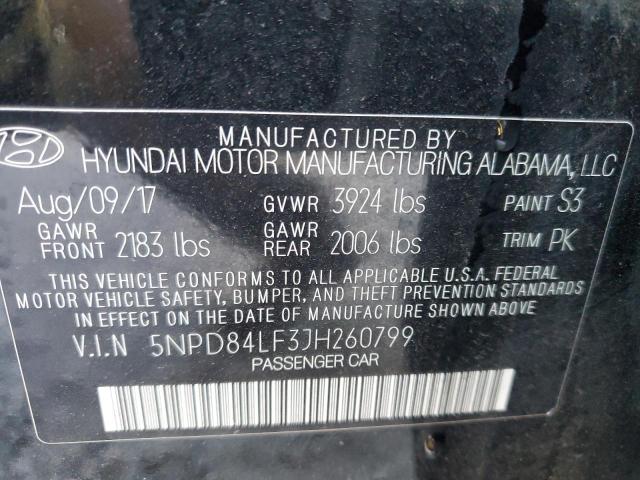 MANUFACTURED BY
HYUNDAI MOTOR MANUFACTURING ALABAMA, LLC
Aug/09/17 GVWR 3924 lbs PAINT S3
GAWR FRONT 2183 lbs GAWR REAR 2006 lbs TRIM PK
THIS VEHICLE CONFORMS TO ALL APPLICABLE U.S.A. FEDERAL
MOTOR VEHICLE SAFETY, BUMPER, AND THEFT PREVENTION STANDARDS
IN EFFECT ON THE DATE OF MANUFACTURE SHOWN ABOVE
V.I.N 5NPD84LF3JH260799
PASSENGER CAR